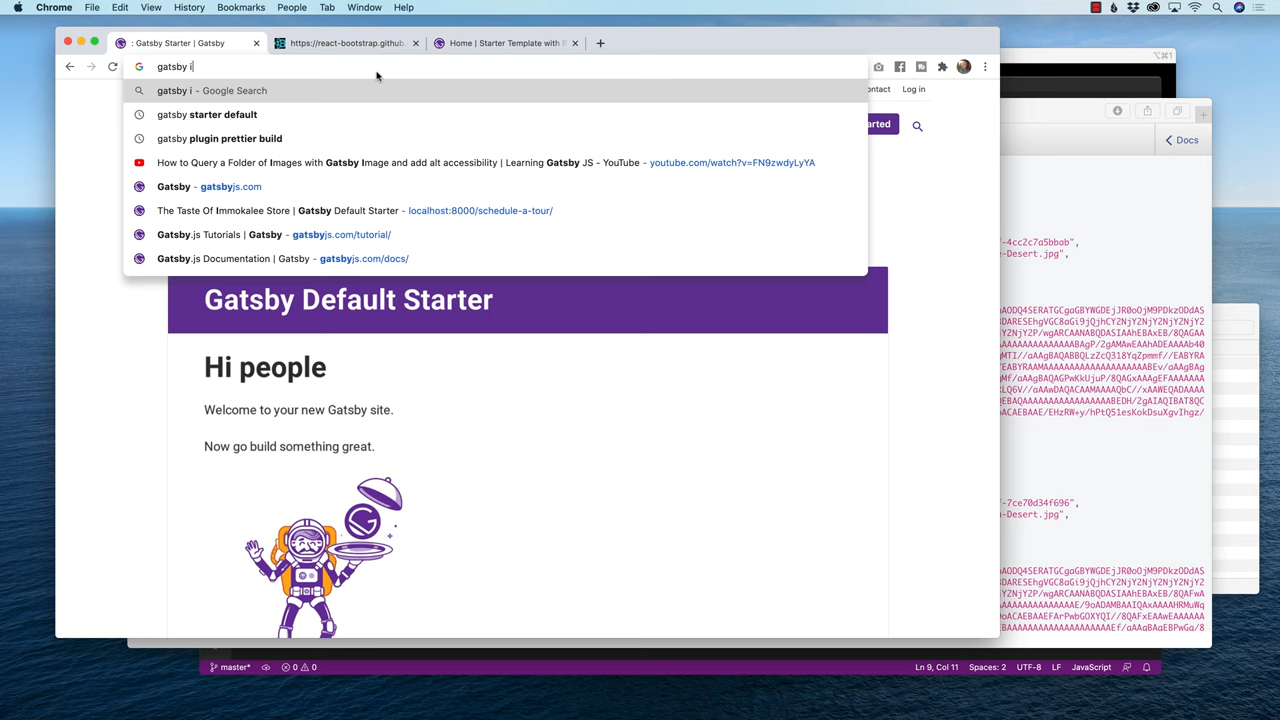 Chrome File Edit View History Bookmarks People Tab Window Help
: Gatsby Starter | Gatsby
https://react-bootstrap.github
Home | Starter Template with R
⌥⌘1
gatsby i
gatsby i - Google Search
ontact Log in
gatsby starter default
arted
gatsby plugin prettier build
Docs
How to Query a Folder of Images with Gatsby Image and add alt accessibility | Learning Gatsby JS - YouTube - youtube.com/watch?v=FN9zwdyLyYA
Gatsby - gatsbyjs.com
The Taste Of Immokalee Store | Gatsby Default Starter - localhost:8000/schedule-a-tour/
Gatsby.js Tutorials | Gatsby - gatsbyjs.com/tutorial/
-4cc2c7a5bbab",
e-Desert.jpg",
Gatsby.js Documentation | Gatsby - gatsbyjs.com/docs/
Gatsby Default Starter
Hi people
Welcome to your new Gatsby site.
Now go build something great.
-7ce70d34f696",
-Desert.jpg",
master* 0 0
Ln 9, Col 11 Spaces: 2 UTF-8 LF JavaScript